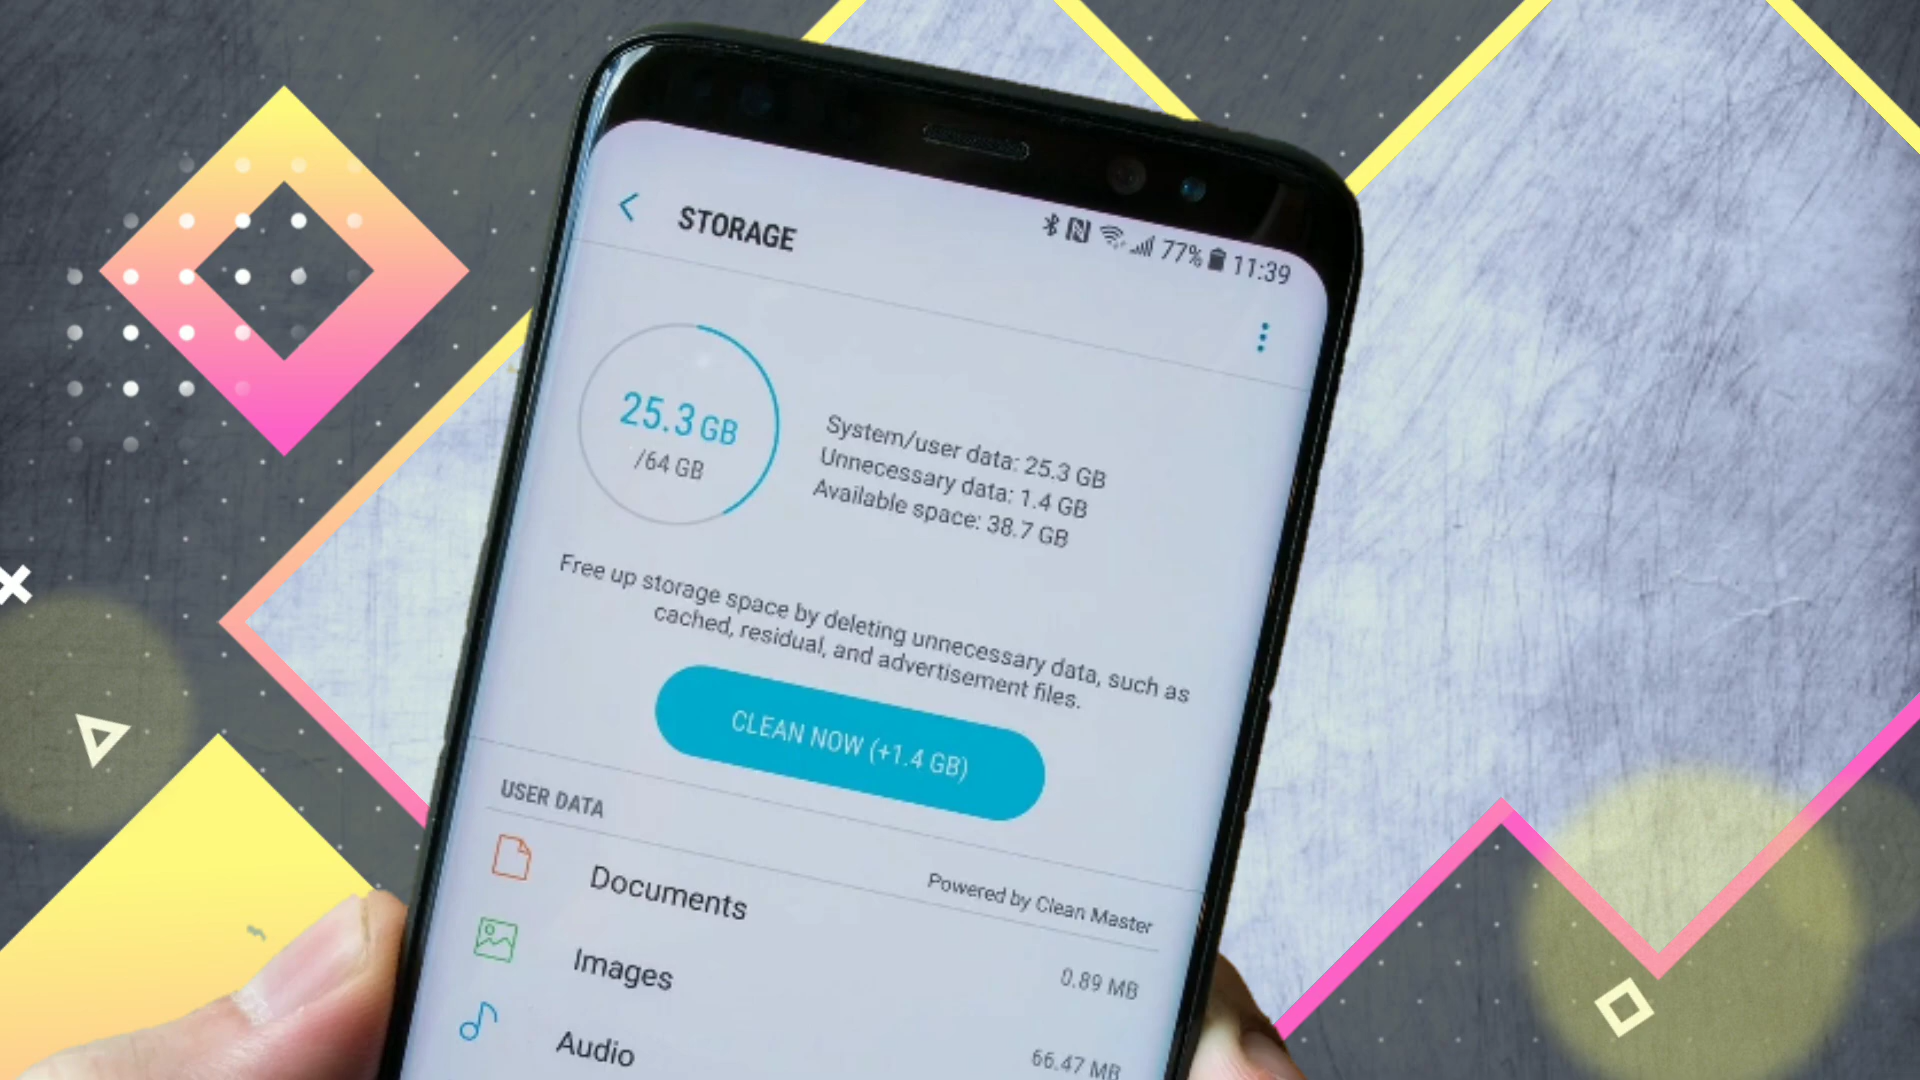 STORAGE
77% 11:39
25.3 GB
/64 GB
System/user data: 25.3 GB
Unnecessary data: 1.4 GB
Available space: 38.7 GB
Free up storage space by deleting unnecessary data, such as
cached, residual, and advertisement files.
CLEAN NOW (+1.4 GB)
USER DATA
Powered by Clean Master
Documents
0.89 MB
Images
66.47 MB
Audio